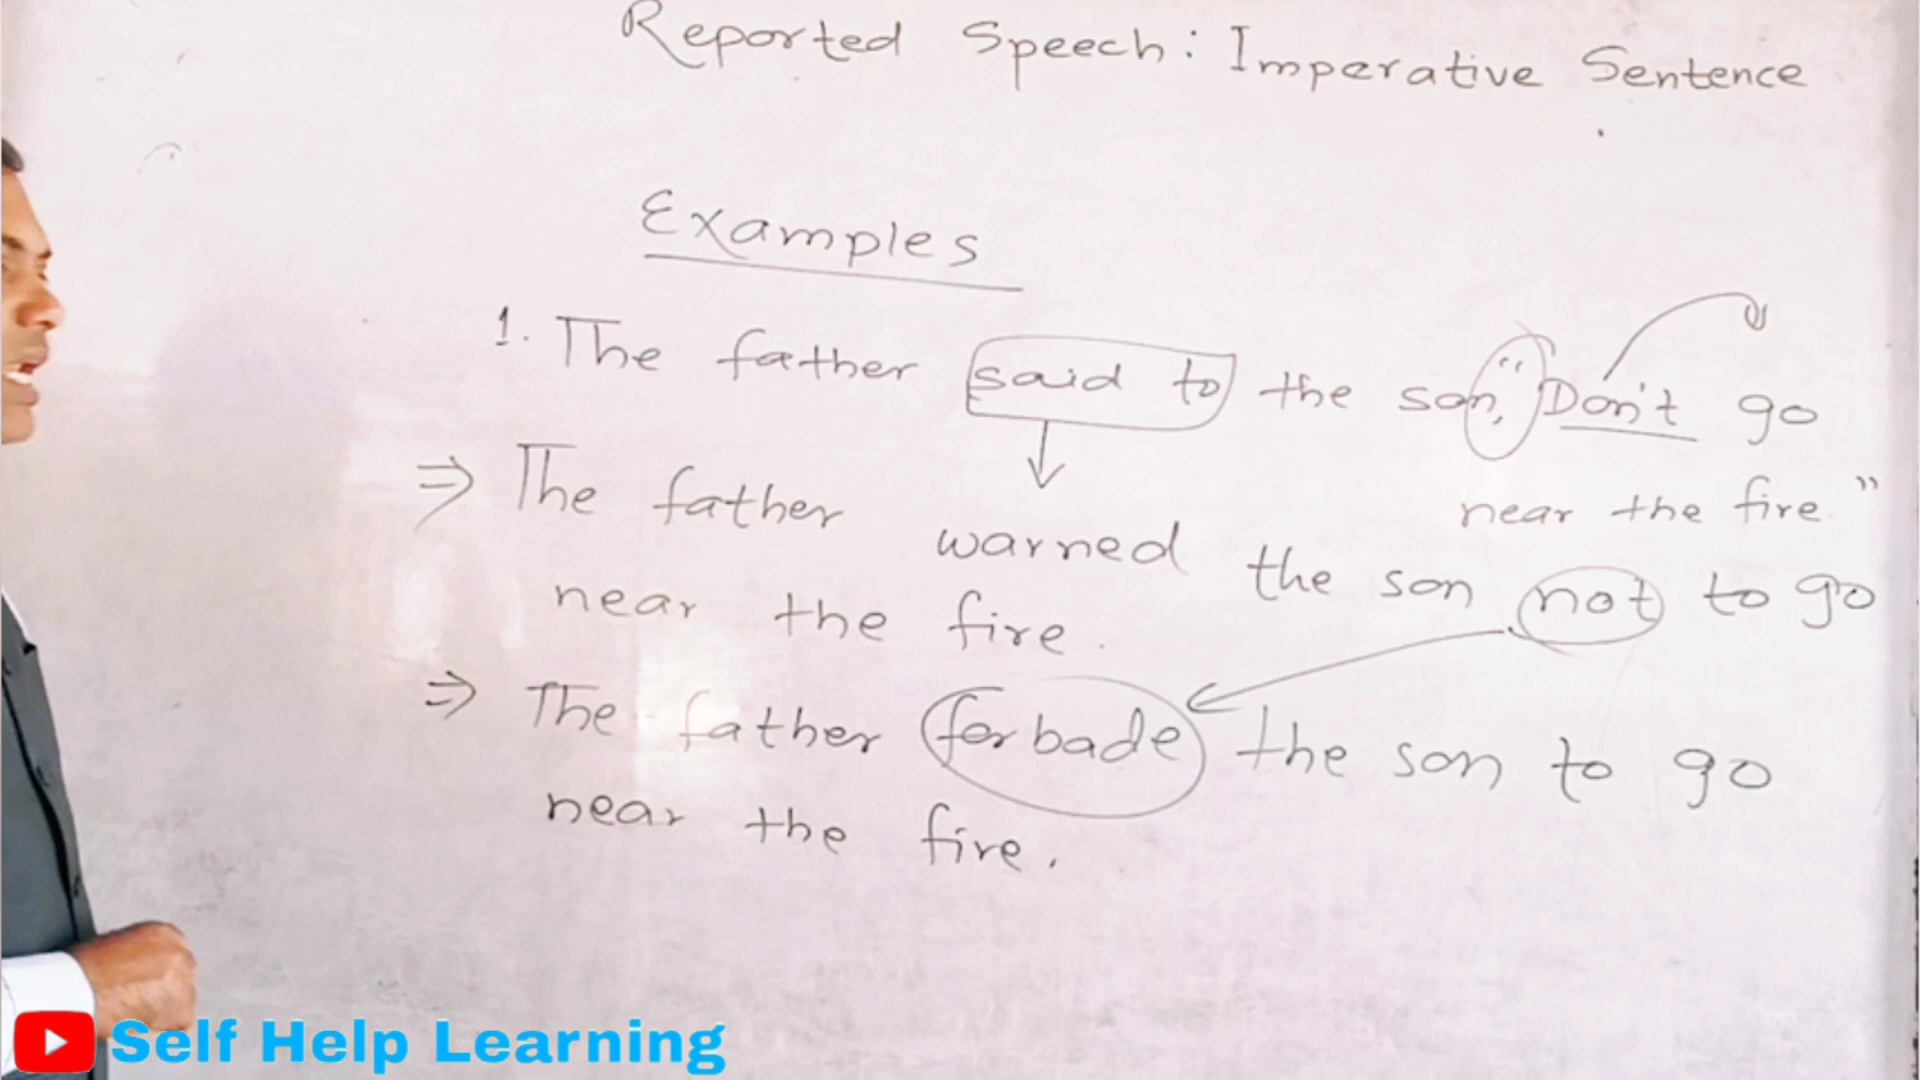 Reported Speech: Imperative Sentence
Examples
1. The father said to the son, "Don't go
near the fire."
⇒ The father warned the son not to go
near the fire.
⇒ The father forbade the son to go
near the fire.
Self Help Learning